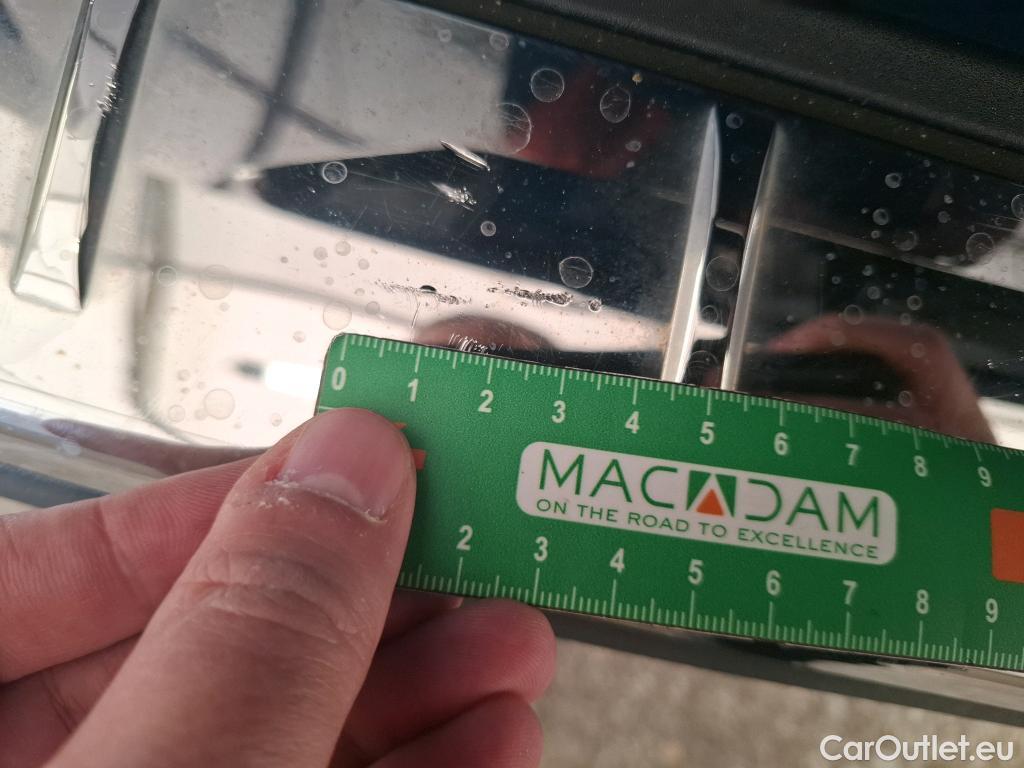 0 1 2 3 4 5 6 7 8 9
MACADAM
ON THE ROAD TO EXCELLENCE
2 3 4 5 6 7 8 9
CarOutlet.eu